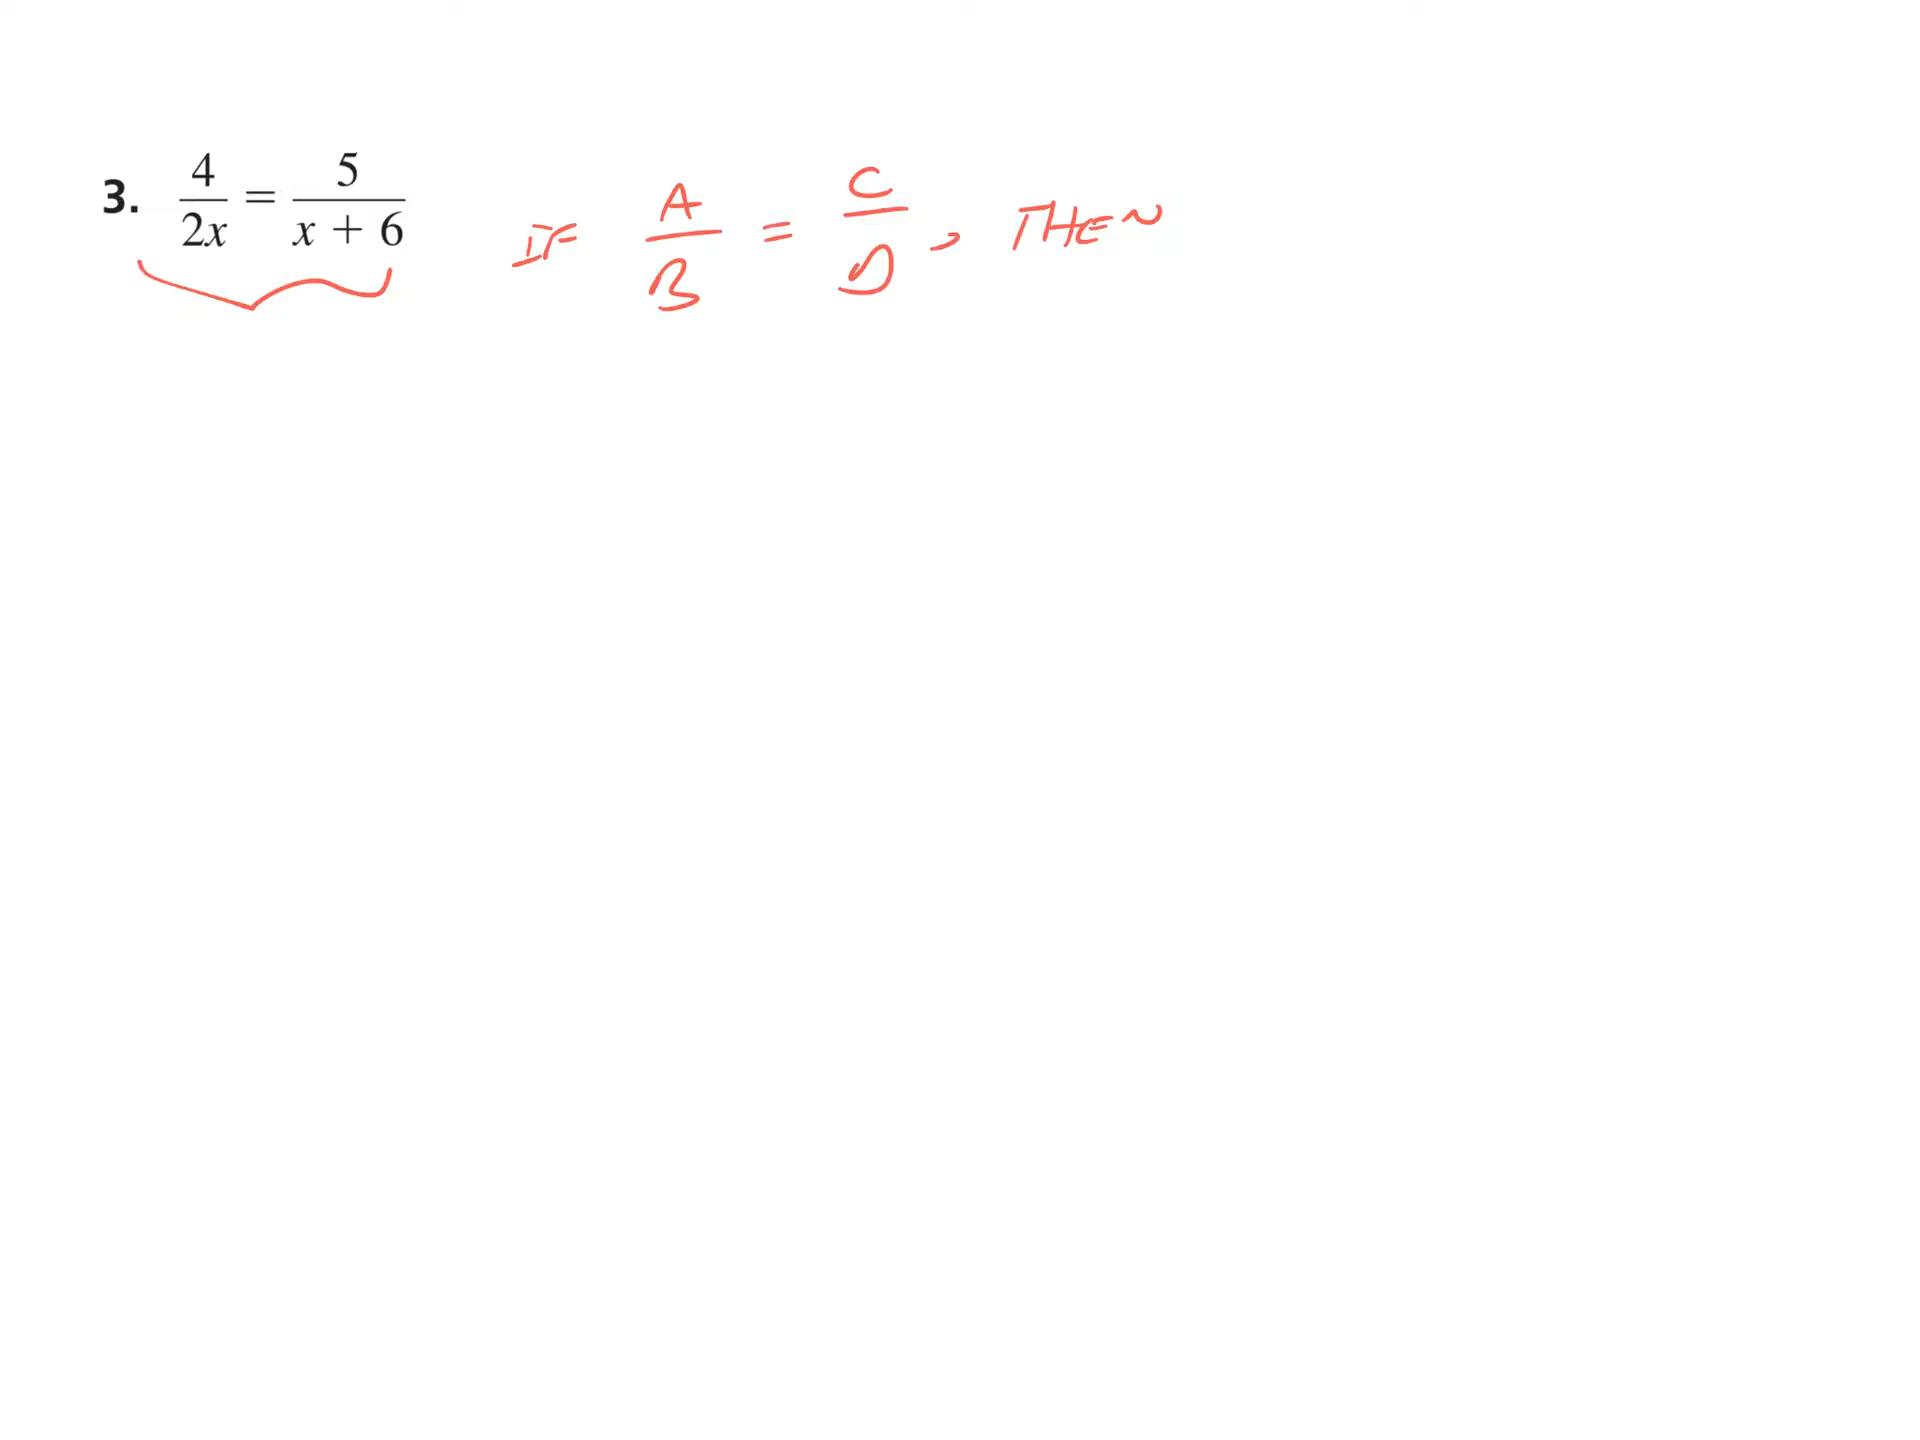 3. 4/2x = 5/(x + 6) IF A/B = C/D, THEN